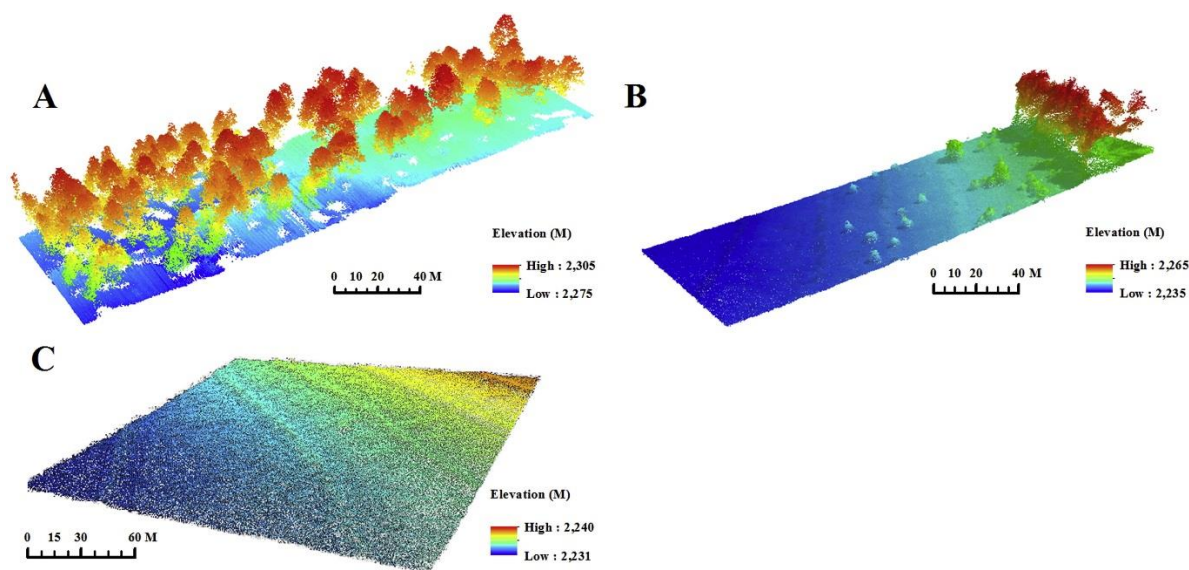 A
Elevation (M)
High : 2,305
Low : 2,275
0 10 20 40 M
B
Elevation (M)
High : 2,265
Low : 2,235
0 10 20 40 M
C
Elevation (M)
High : 2,240
Low : 2,231
0 15 30 60 M